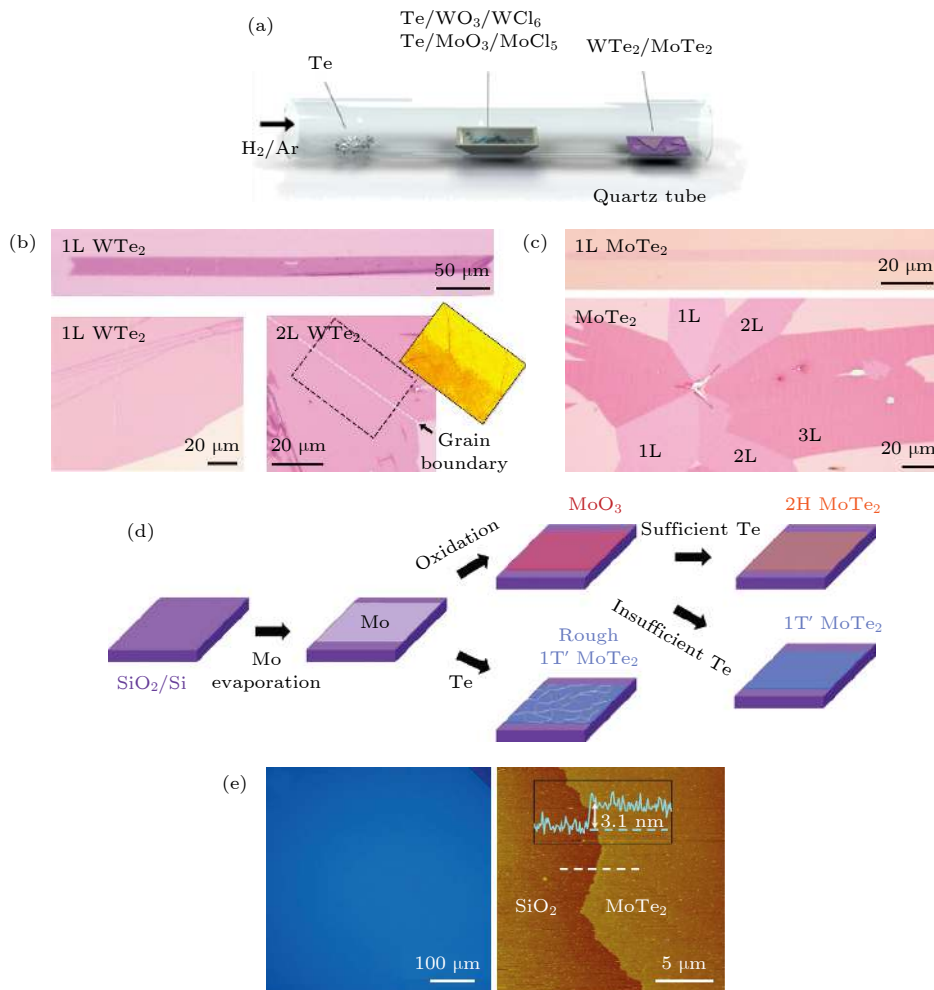 (a)
Te/WO₃/WCl₆
Te/MoO₃/MoCl₅
WTe₂/MoTe₂
Te
H₂/Ar
Quartz tube
(b)
1L WTe₂
50 μm
1L WTe₂
20 μm
2L WTe₂
20 μm
Grain
boundary
(c)
1L MoTe₂
20 μm
MoTe₂
1L
2L
1L
2L
3L
20 μm
(d)
SiO₂/Si
Mo
evaporation
Mo
Oxidation
MoO₃
Sufficient Te
2H MoTe₂
Te
Rough
1T′ MoTe₂
Insufficient Te
1T′ MoTe₂
(e)
100 μm
3.1 nm
SiO₂
MoTe₂
5 μm